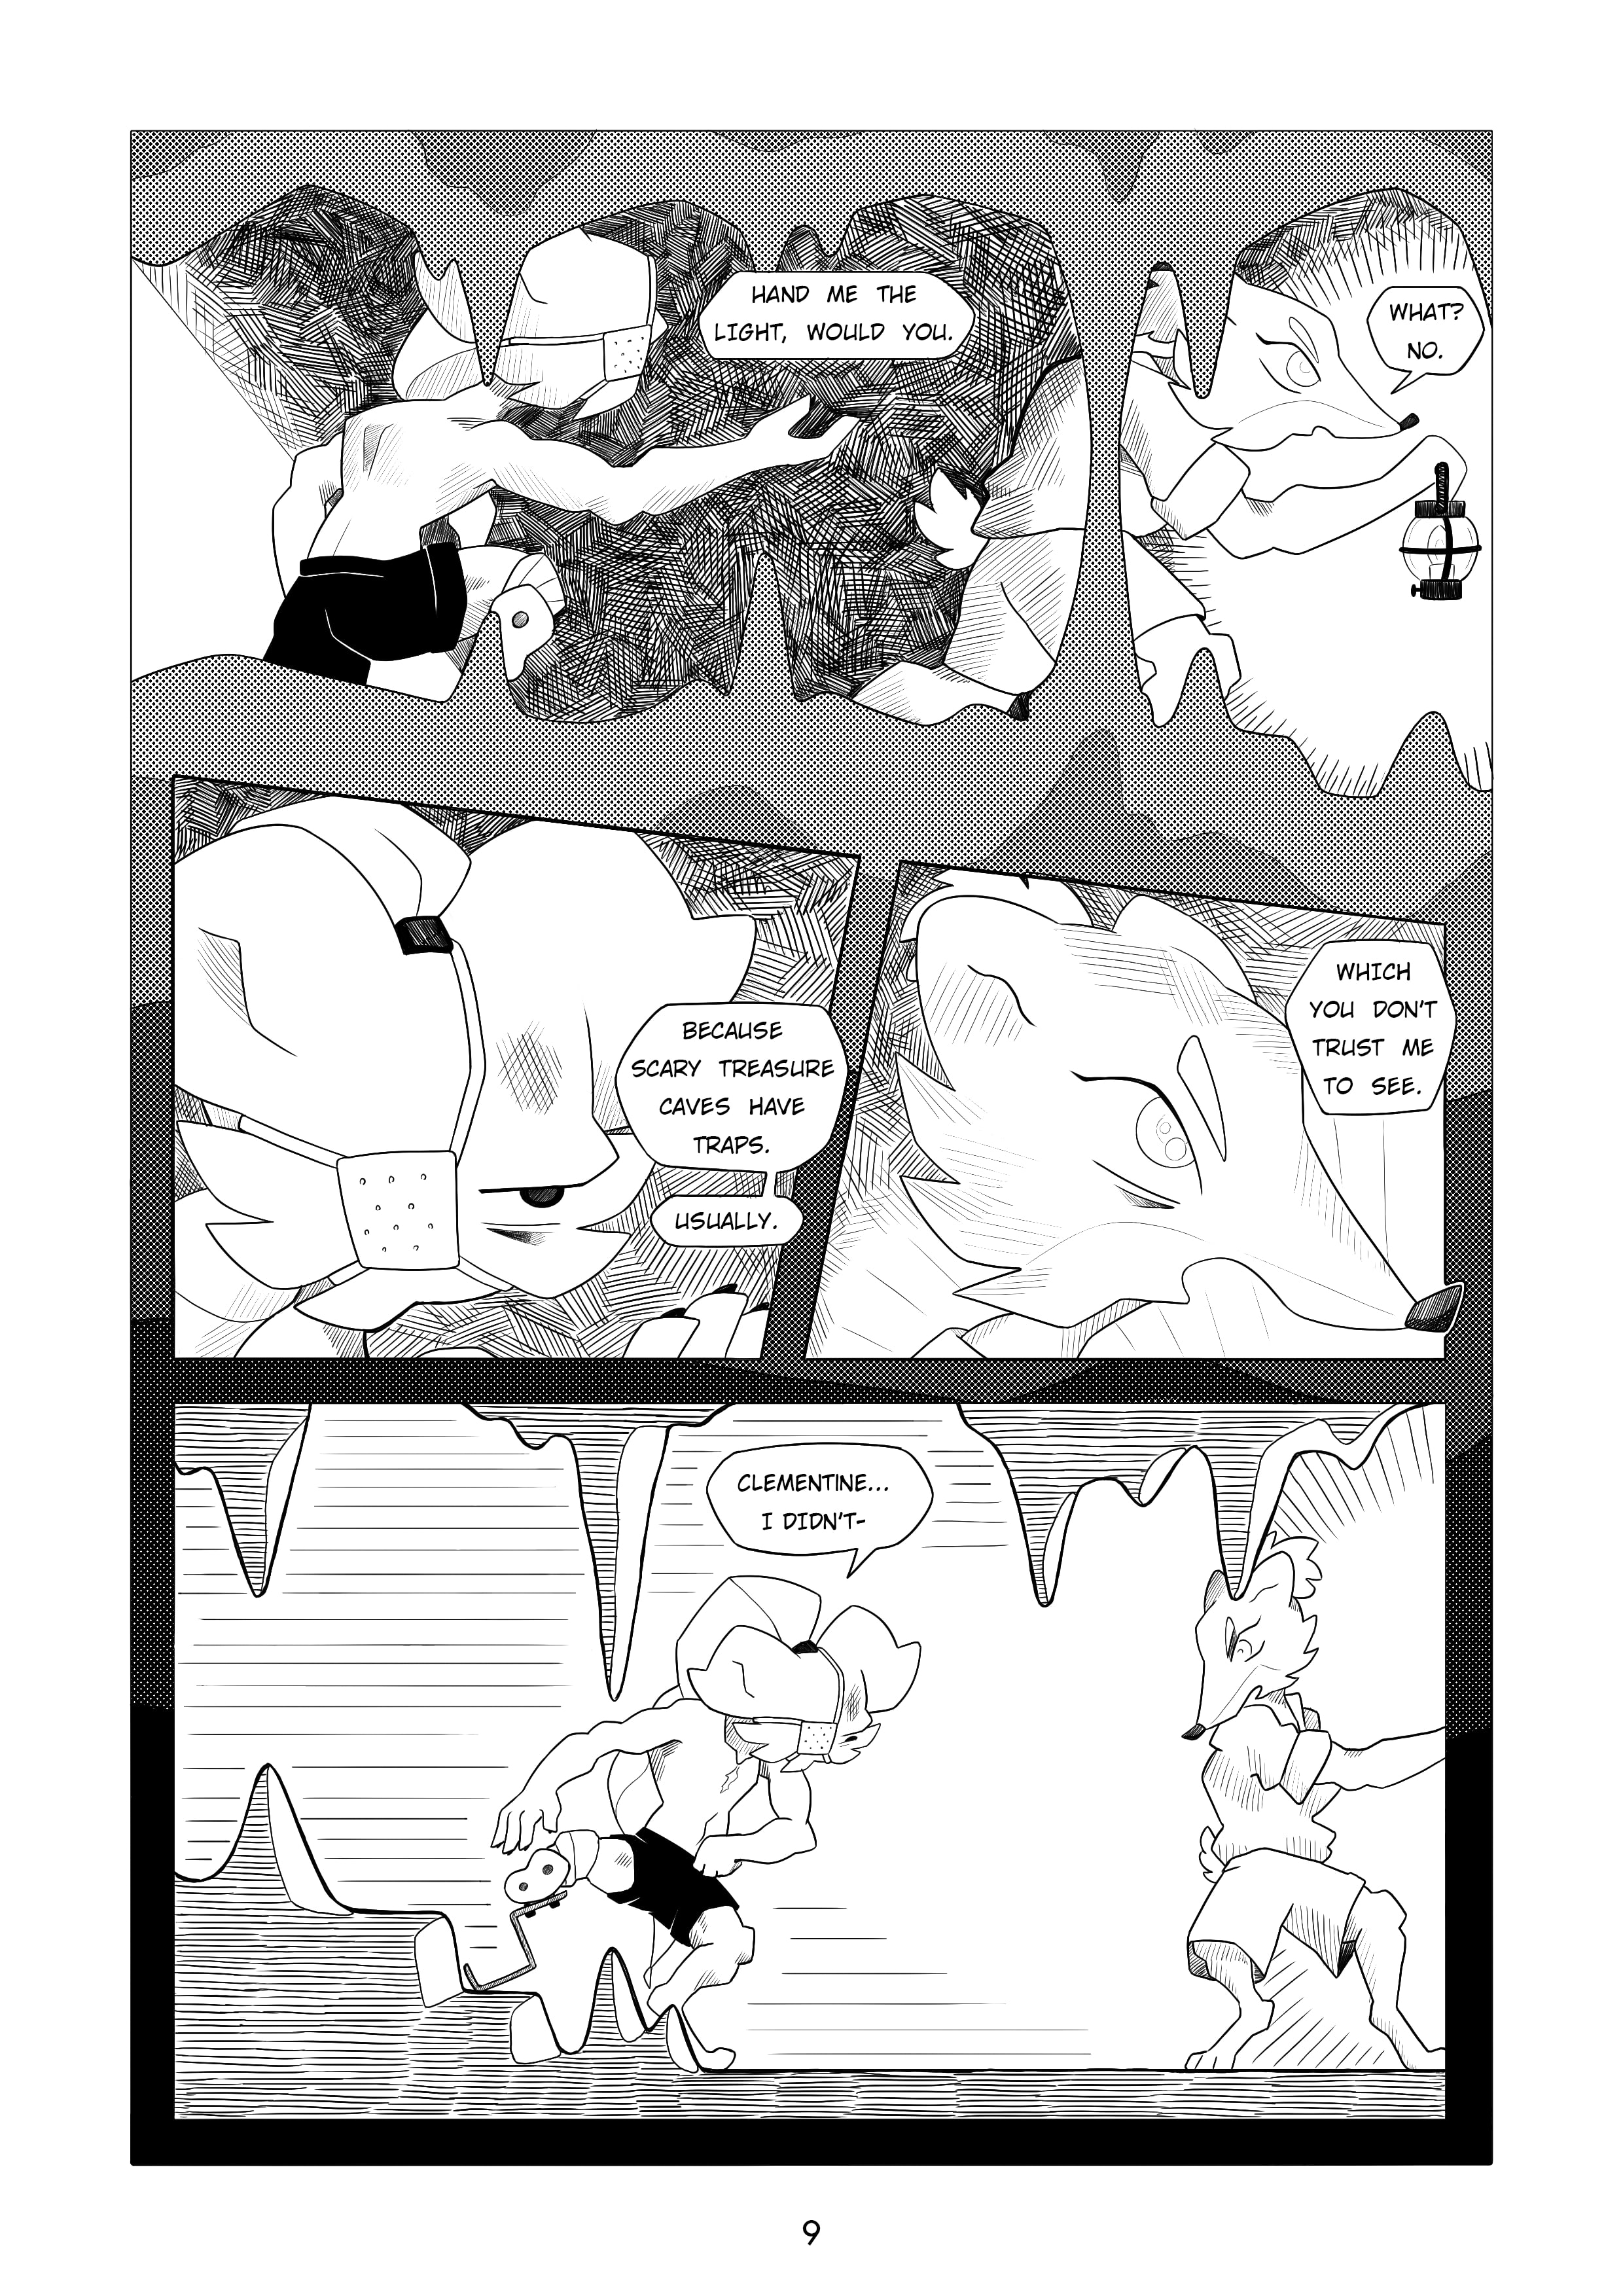 HAND ME THE
LIGHT, WOULD YOU.
WHAT?
NO.
BECAUSE
SCARY TREASURE
CAVES HAVE
TRAPS.
USUALLY.
WHICH
YOU DON'T
TRUST ME
TO SEE.
CLEMENTINE...
I DIDN'T-
9